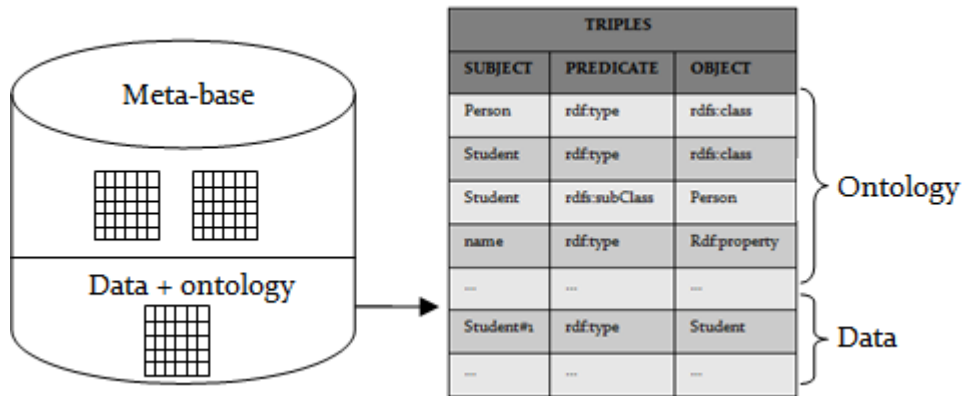 Meta-base
Data + ontology
TRIPLES
SUBJECT PREDICATE OBJECT
Person rdf:type rdfs:class
Student rdf:type rdfs:class
Student rdfs:subClass Person
name rdf:type Rdf:property
... ... ...
Student#1 rdf:type Student
... ... ...
Ontology
Data